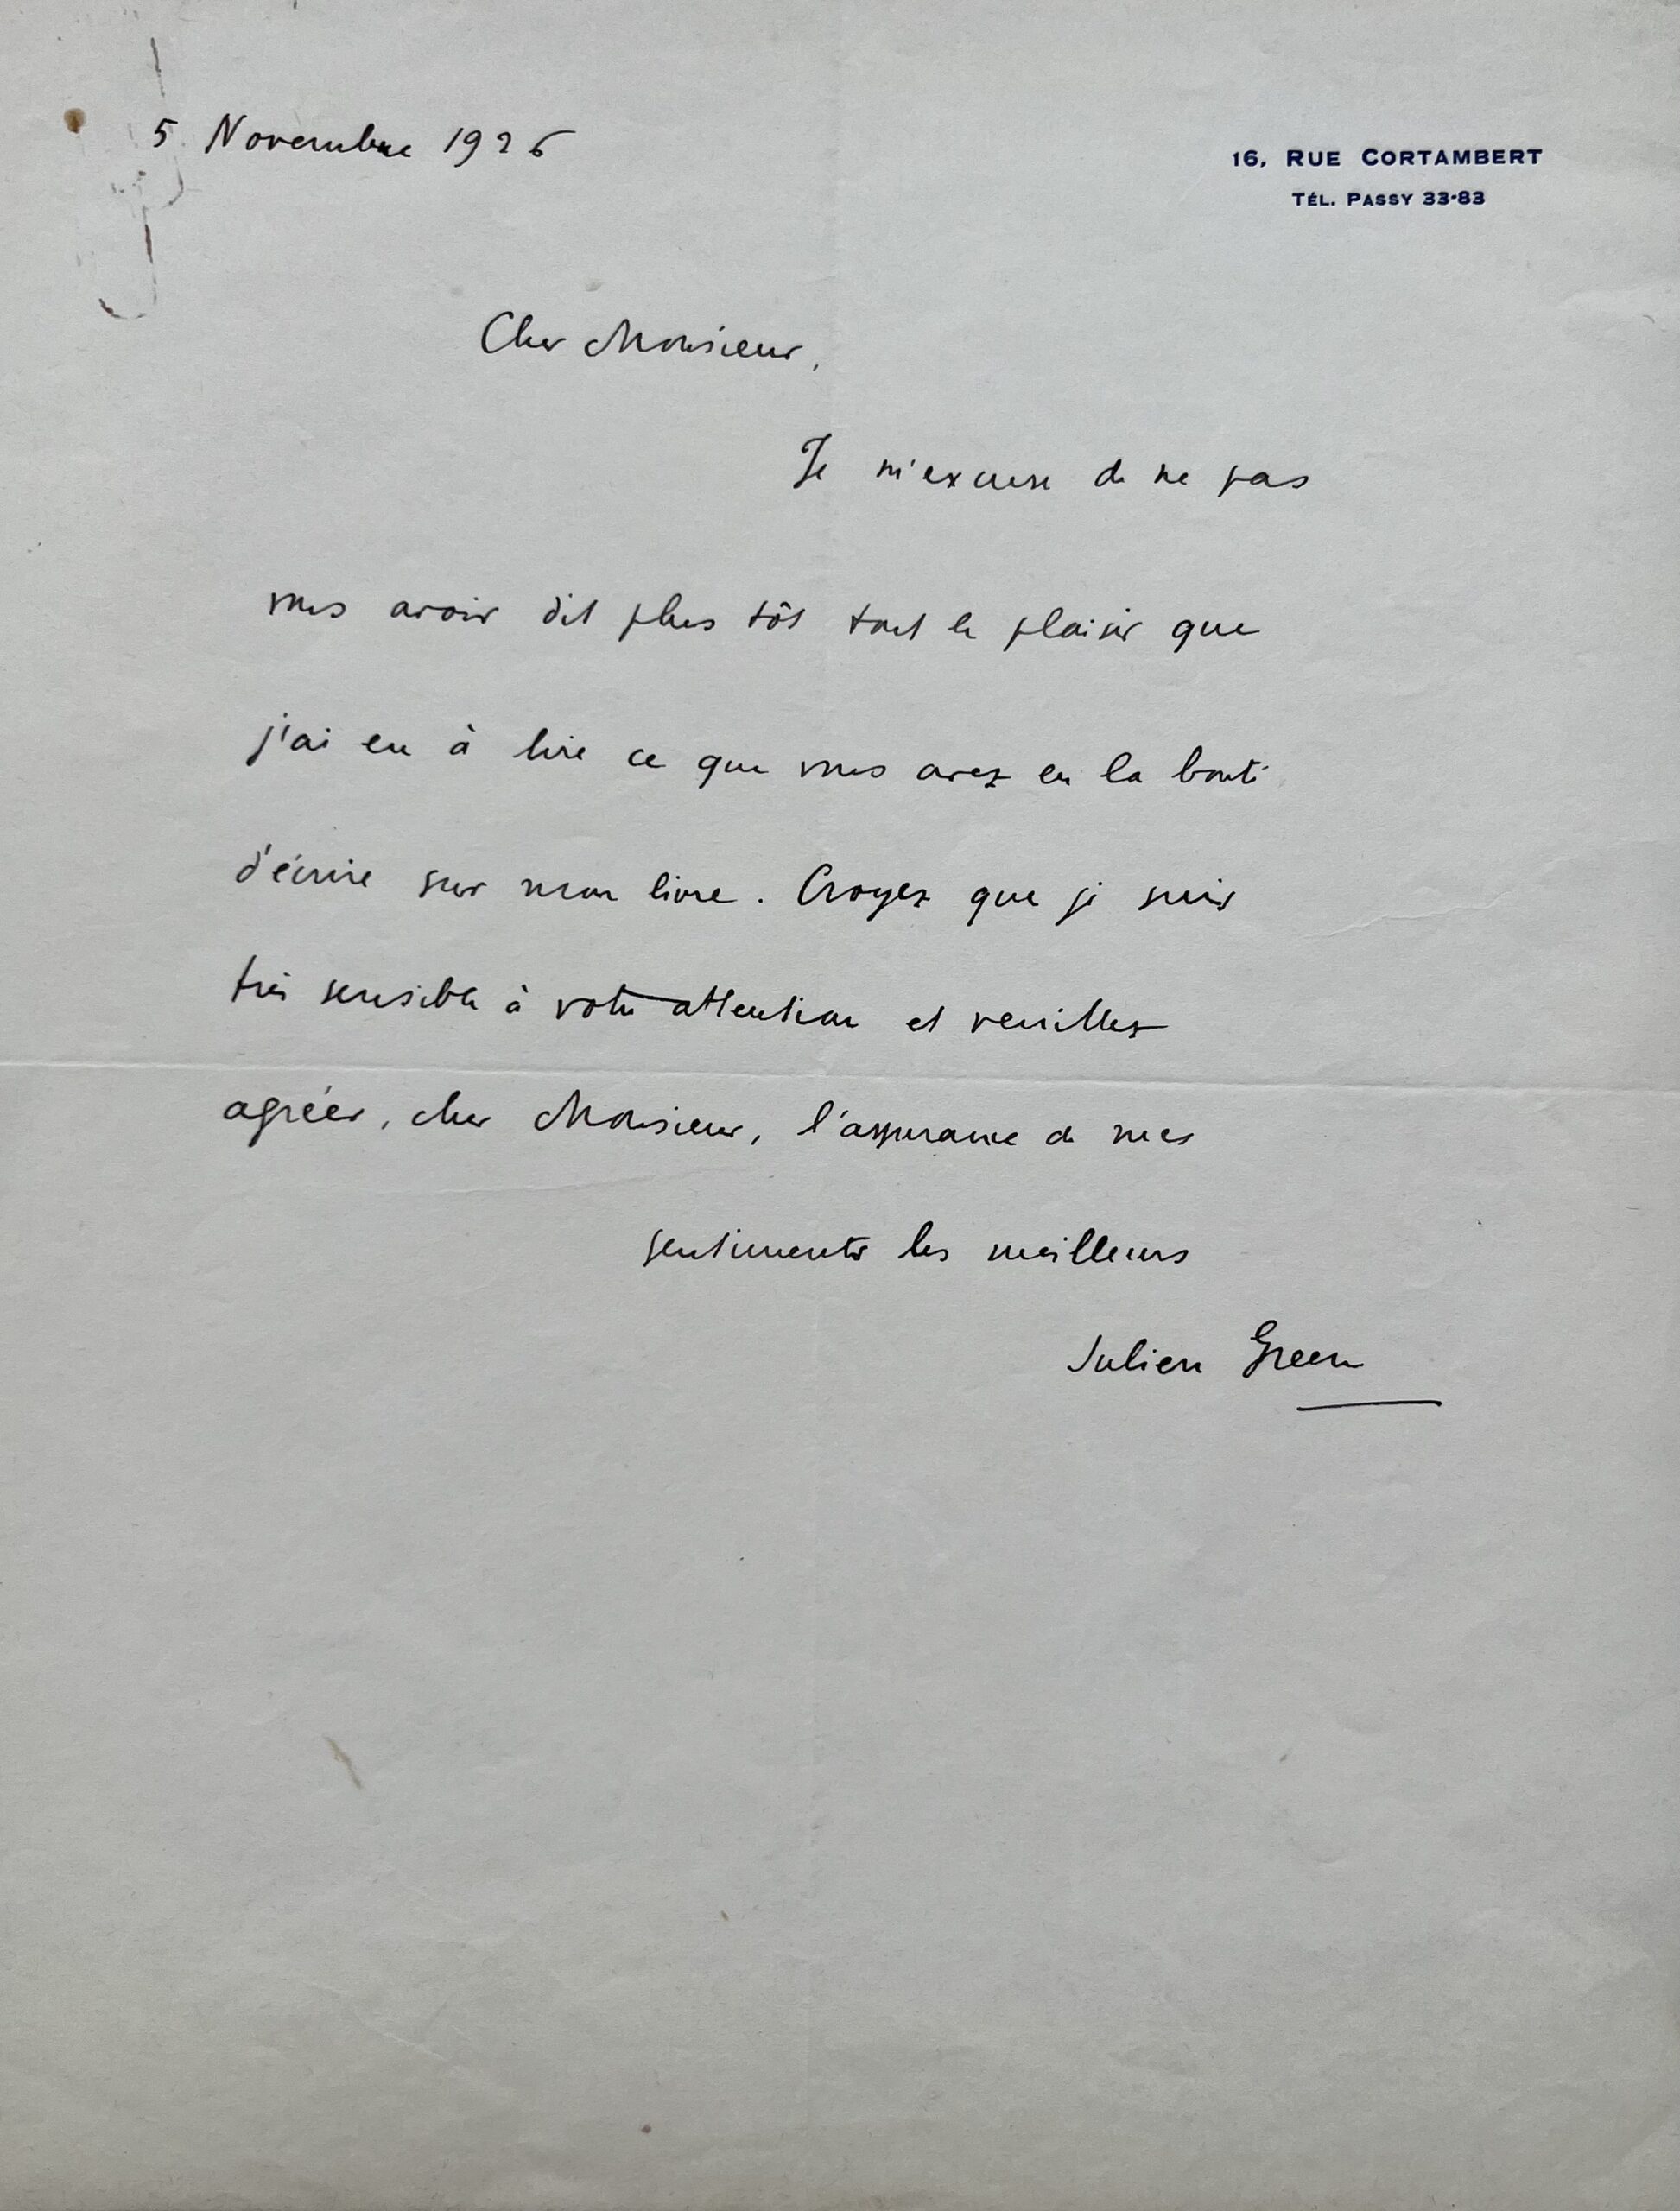 5 Novembre 1926
16, RUE CORTAMBERT
TÉL. PASSY 33-83
Cher Monsieur,
Je m'excuse de ne pas
vous avoir dit plus tôt tout le plaisir que
j'ai eu à lire ce que vous avez eu la bonté
d'écrire sur mon livre. Croyez que je suis
très sensible à votre attention et veuillez
agréer, cher Monsieur, l'assurance de mes
sentiments les meilleurs
Julien Green